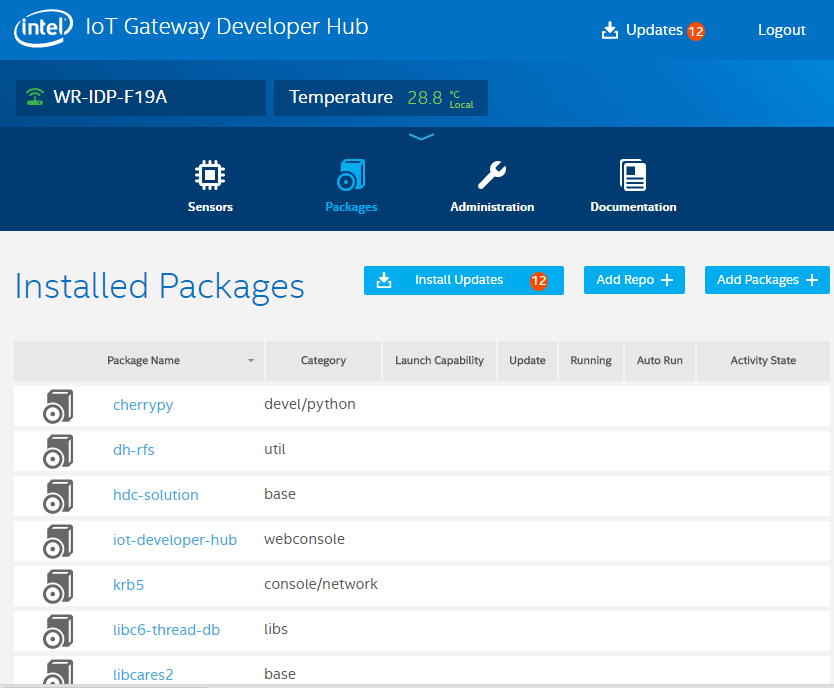 intel IoT Gateway Developer Hub Updates 12 Logout
WR-IDP-F19A Temperature 28.8 °C Local
Sensors Packages Administration Documentation
Installed Packages Install Updates 12 Add Repo + Add Packages +
Package Name Category Launch Capability Update Running Auto Run Activity State
cherrypy devel/python
dh-rfs util
hdc-solution base
iot-developer-hub webconsole
krb5 console/network
libc6-thread-db libs
libcares2 base